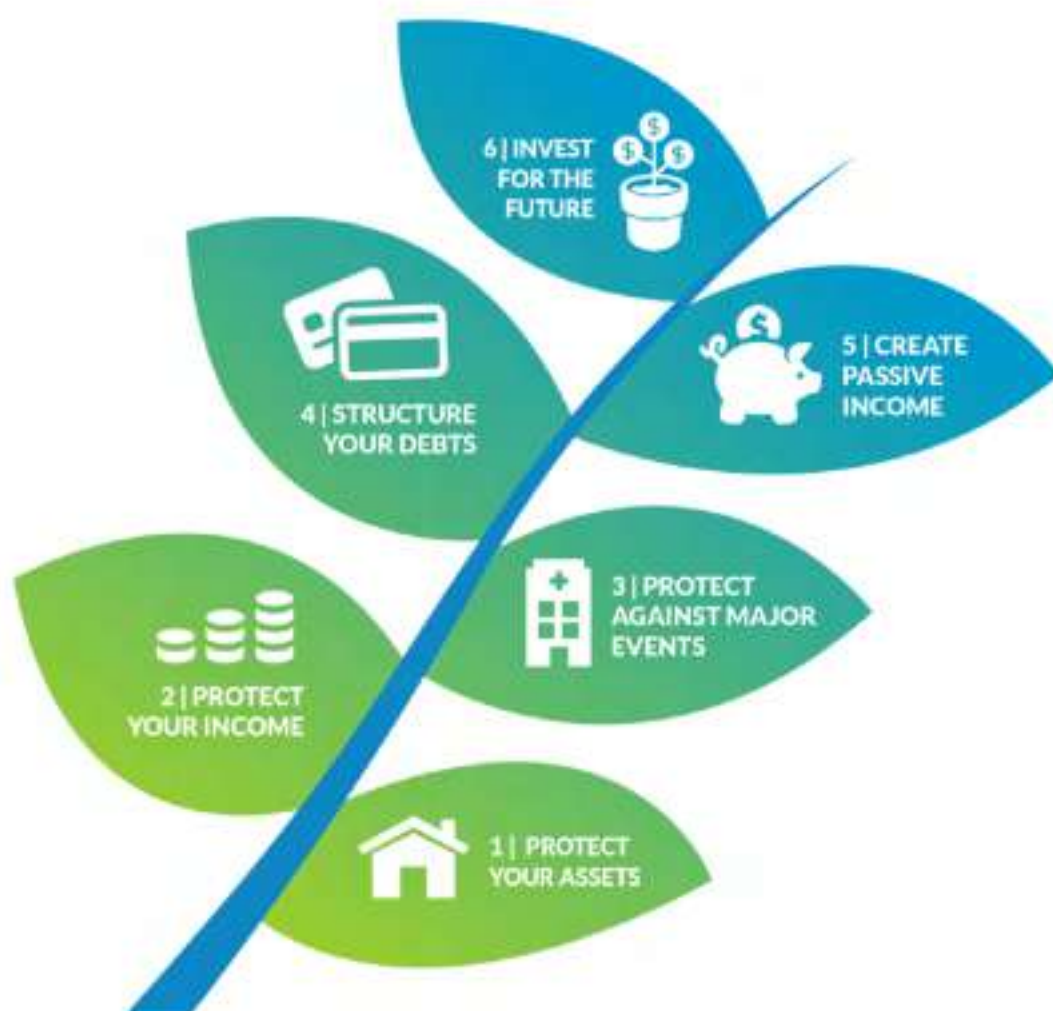 6 | INVEST
FOR THE
FUTURE
5 | CREATE
PASSIVE
INCOME
4 | STRUCTURE
YOUR DEBTS
3 | PROTECT
AGAINST MAJOR
EVENTS
2 | PROTECT
YOUR INCOME
1 | PROTECT
YOUR ASSETS